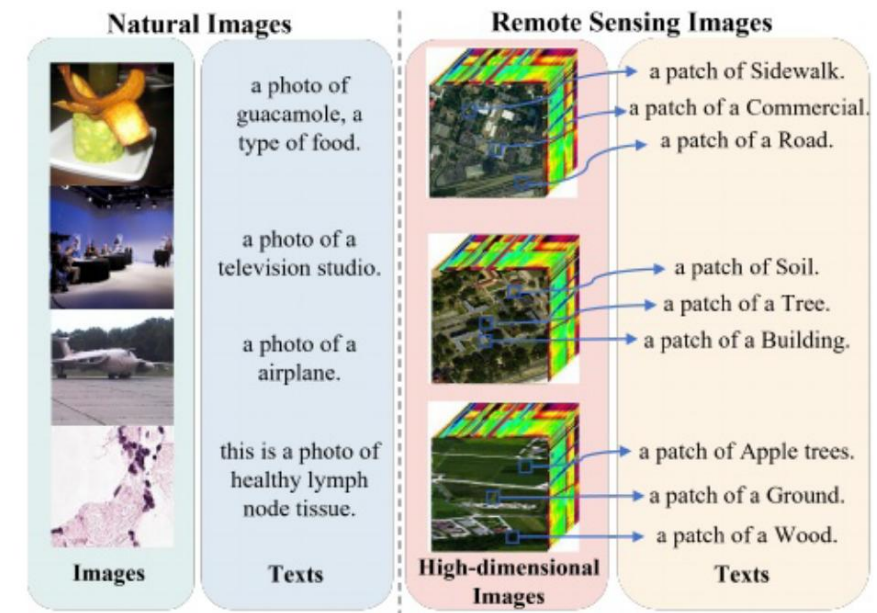 Natural Images
Remote Sensing Images
a photo of
guacamole, a
type of food.
a photo of a
television studio.
a photo of a
airplane.
this is a photo of
healthy lymph
node tissue.
Images
Texts
a patch of Sidewalk.
a patch of a Commercial.
a patch of a Road.
a patch of Soil.
a patch of a Tree.
a patch of a Building.
a patch of Apple trees.
a patch of a Ground.
a patch of a Wood.
High-dimensional
Images
Texts